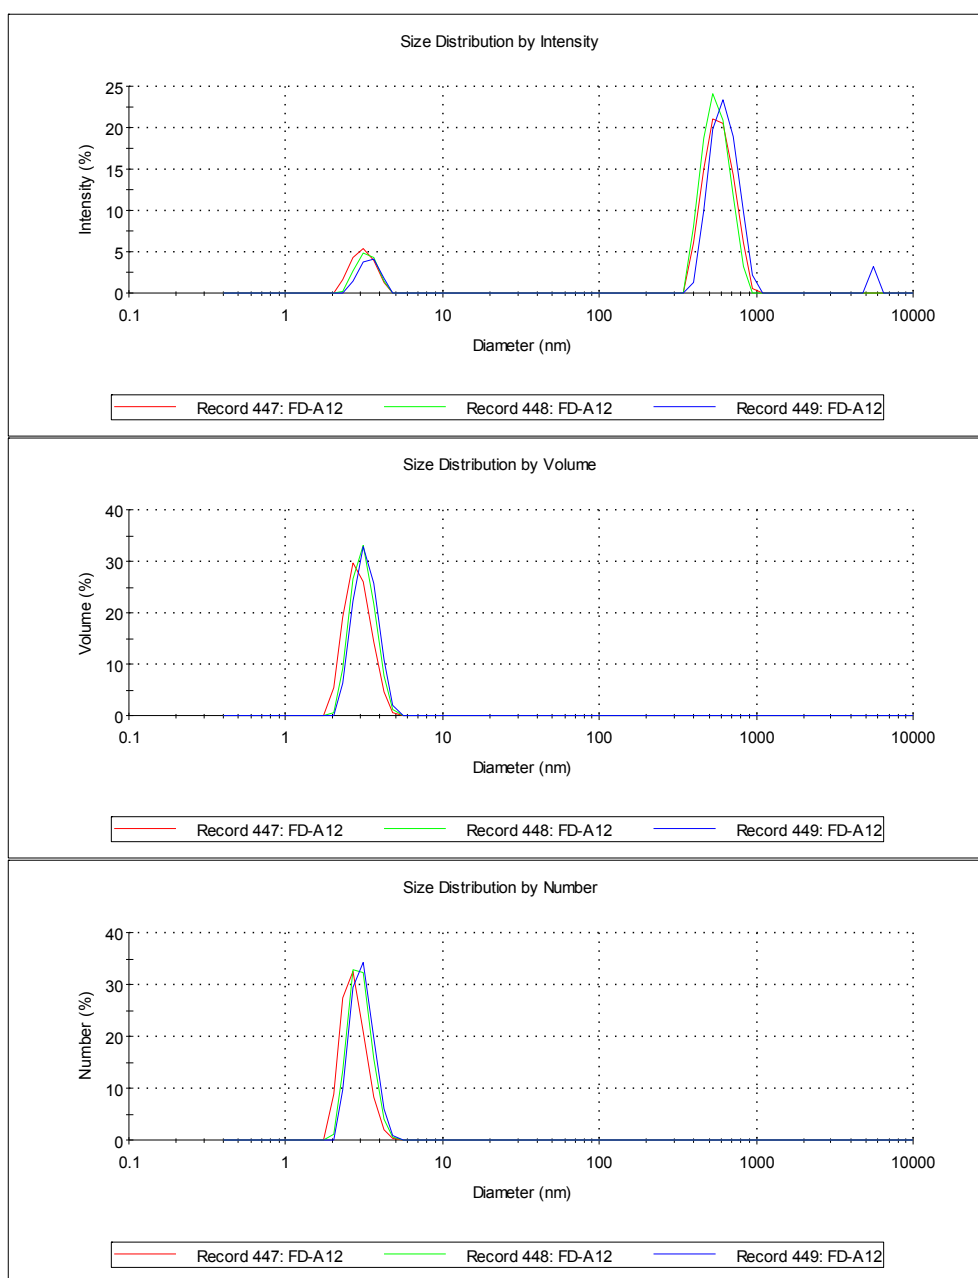 Size Distribution by Intensity
25
20
15
10
5
0
Intensity (%)
0.1 1 10 100 1000 10000
Diameter (nm)
Record 447: FD-A12 Record 448: FD-A12 Record 449: FD-A12
Size Distribution by Volume
40
30
20
10
0
Volume (%)
0.1 1 10 100 1000 10000
Diameter (nm)
Record 447: FD-A12 Record 448: FD-A12 Record 449: FD-A12
Size Distribution by Number
40
30
20
10
0
Number (%)
0.1 1 10 100 1000 10000
Diameter (nm)
Record 447: FD-A12 Record 448: FD-A12 Record 449: FD-A12